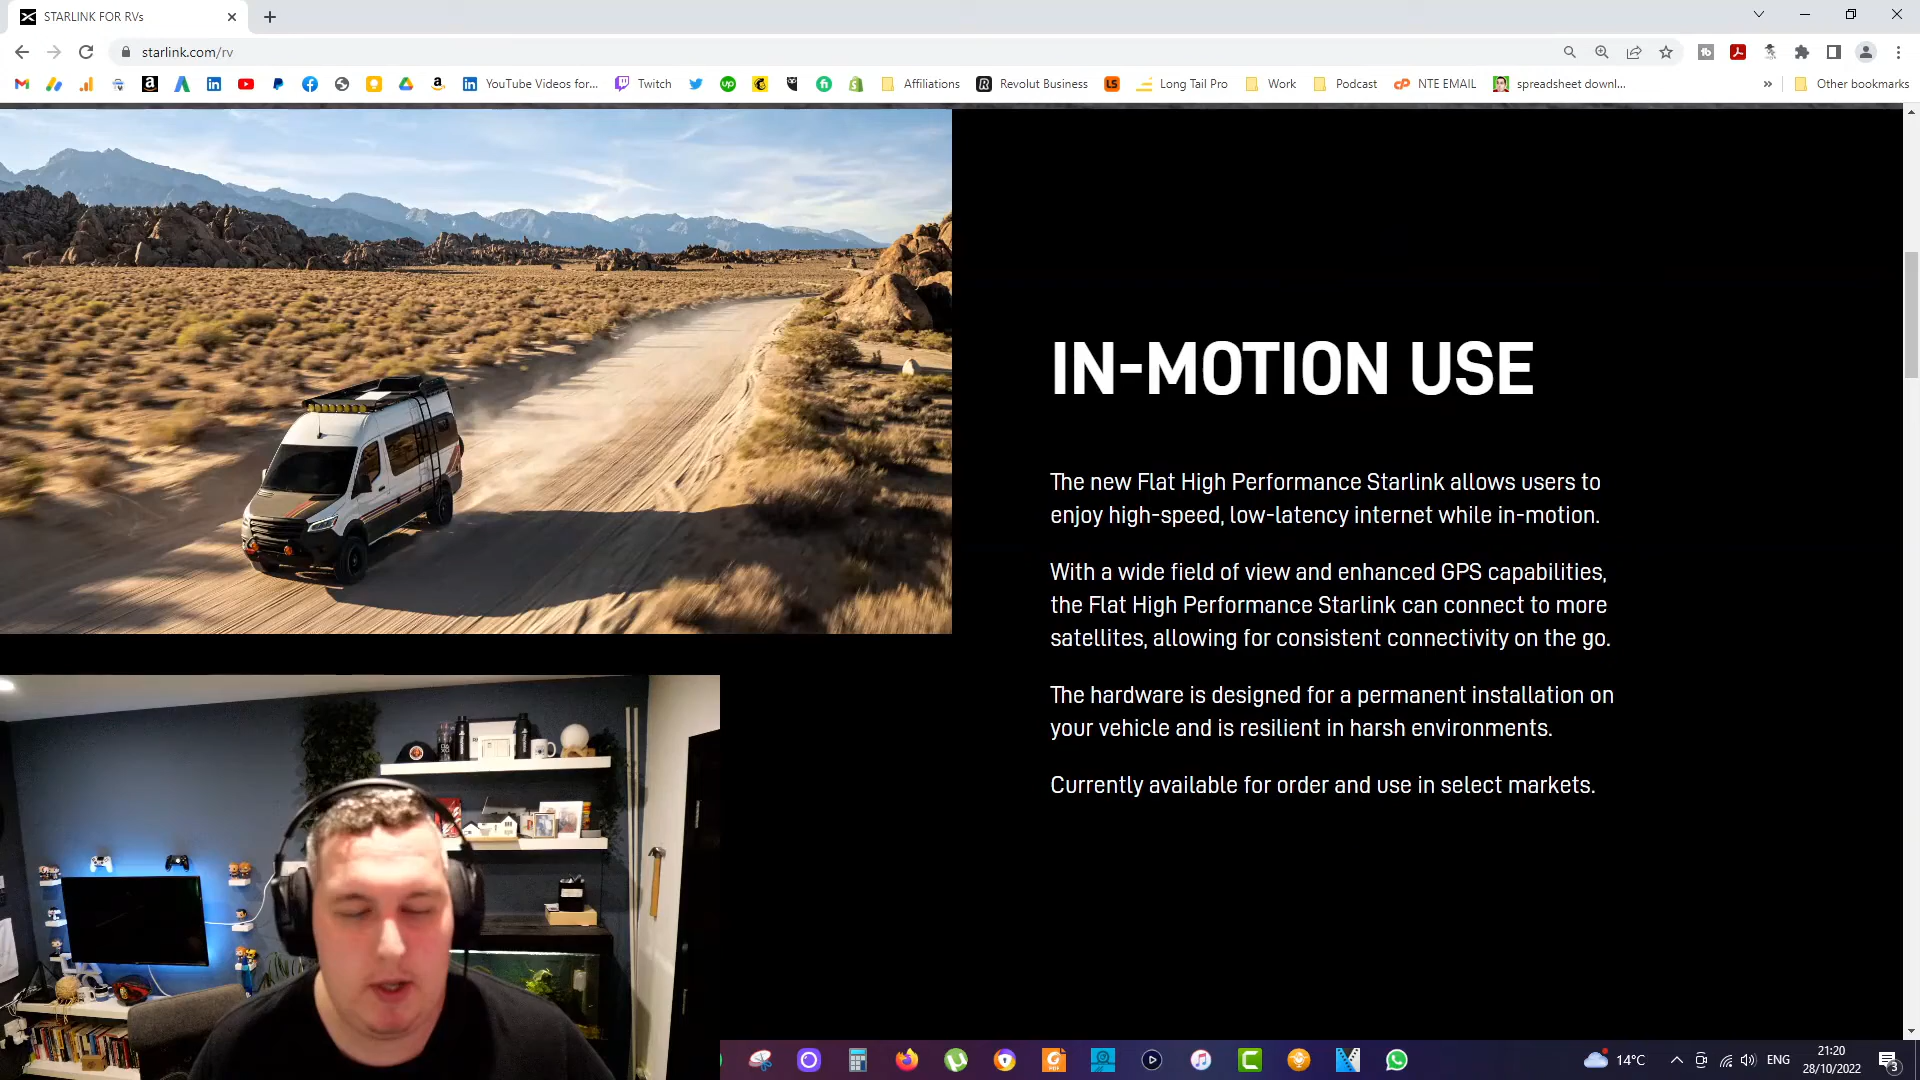 STARLINK FOR RVs
starlink.com/rv
YouTube Videos for...
Twitch
Affiliations
Revolut Business
Long Tail Pro
Work
Podcast
NTE EMAIL
spreadsheet downl...
Other bookmarks
IN-MOTION USE
The new Flat High Performance Starlink allows users to
enjoy high-speed, low-latency internet while in-motion.
With a wide field of view and enhanced GPS capabilities,
the Flat High Performance Starlink can connect to more
satellites, allowing for consistent connectivity on the go.
The hardware is designed for a permanent installation on
your vehicle and is resilient in harsh environments.
Currently available for order and use in select markets.
14°C
ENG
21:20
28/10/2022
3